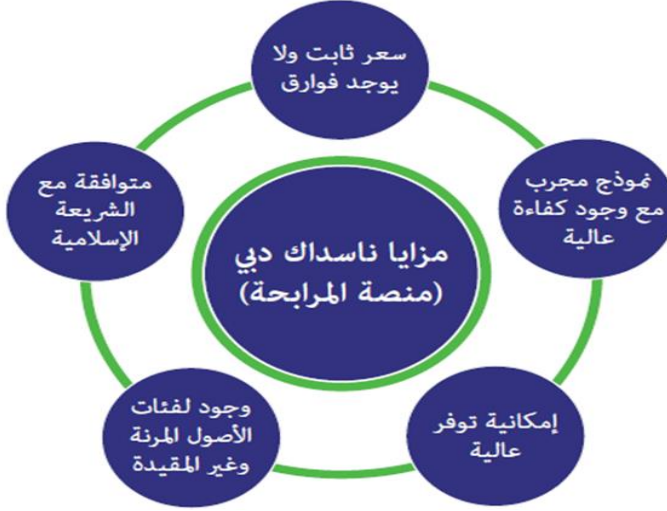 سعر ثابت ولا
يوجد فوارق
نموذج مجرب
مع وجود كفاءة
عالية
متوافقة مع
الشريعة
الإسلامية
مزايا ناسداك دبي
(منصة المرابحة)
إمكانية توفر
عالية
وجود لفئات
الأصول المرنة
وغير المقيدة